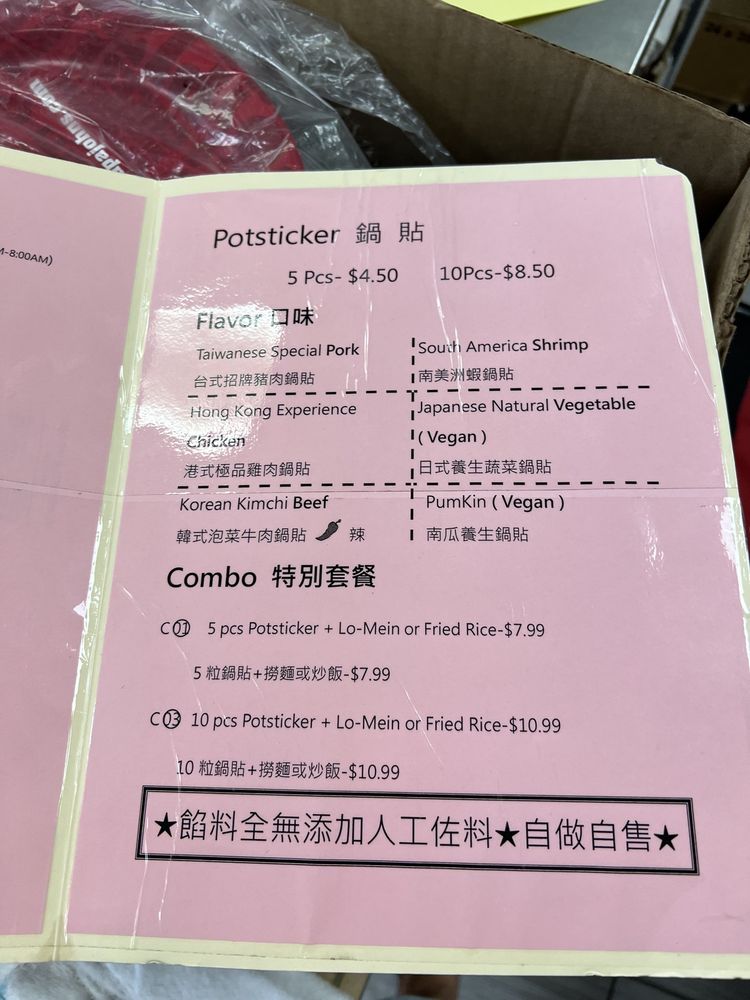 papajohns.com
M-8:00AM)
Potsticker 鍋 貼
5 Pcs- $4.50 10Pcs-$8.50
Flavor 口味
Taiwanese Special Pork
台式招牌豬肉鍋貼
South America Shrimp
南美洲蝦鍋貼
Hong Kong Experience
Chicken
港式極品雞肉鍋貼
Japanese Natural Vegetable
( Vegan )
日式養生蔬菜鍋貼
Korean Kimchi Beef
韓式泡菜牛肉鍋貼 辣
PumKin ( Vegan )
南瓜養生鍋貼
Combo 特別套餐
C01 5 pcs Potsticker + Lo-Mein or Fried Rice-$7.99
5 粒鍋貼+撈麵或炒飯-$7.99
C03 10 pcs Potsticker + Lo-Mein or Fried Rice-$10.99
10 粒鍋貼+撈麵或炒飯-$10.99
★餡料全無添加人工佐料★自做自售★